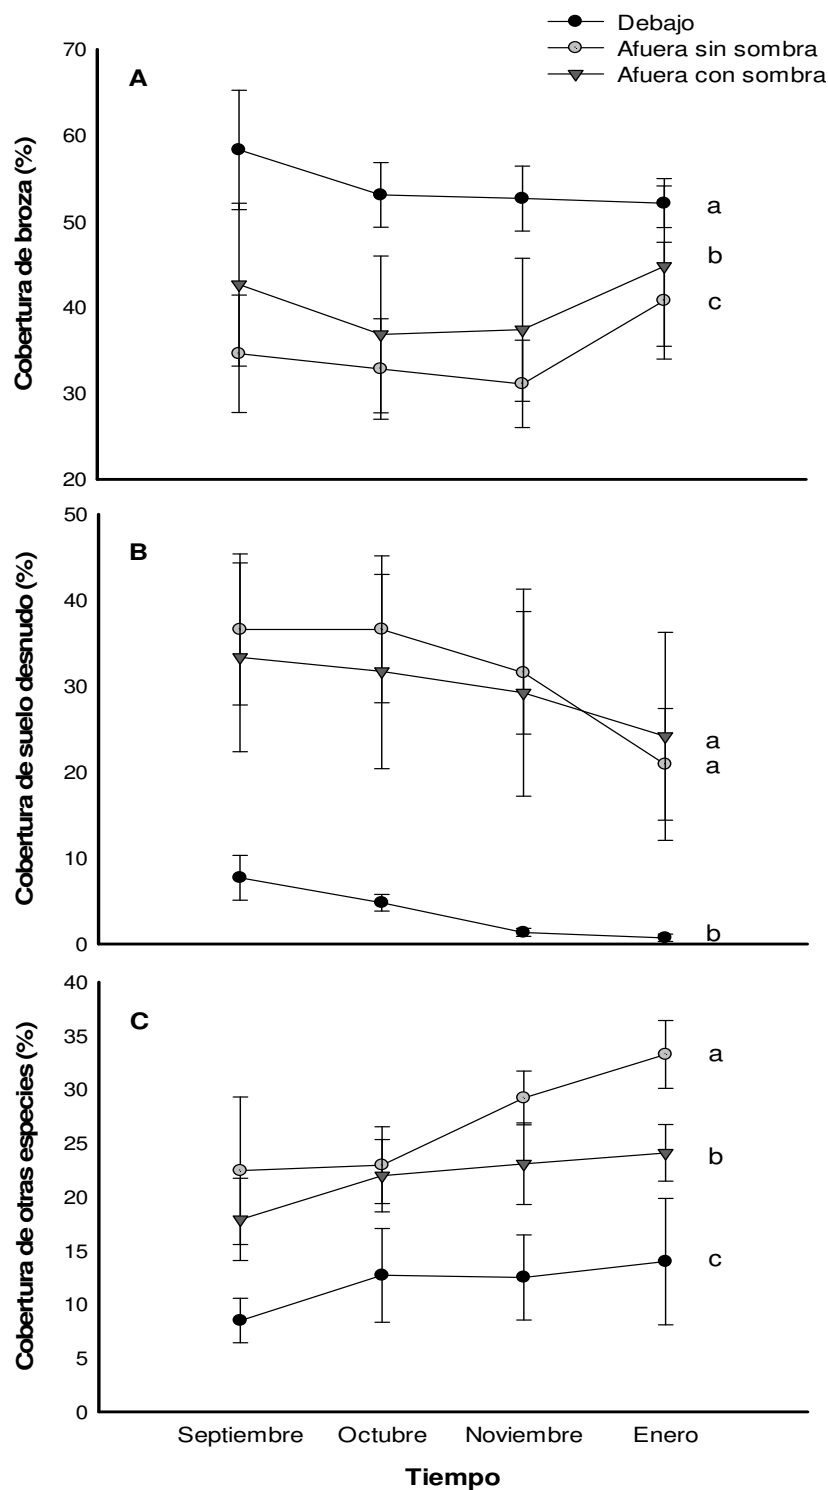 Debajo
Afuera sin sombra
Afuera con sombra
A
Cobertura de broza (%)
70
60
50
40
30
20
a
b
c
B
Cobertura de suelo desnudo (%)
50
40
30
20
10
0
a
a
b
C
Cobertura de otras especies (%)
40
35
30
25
20
15
10
5
0
a
b
c
Septiembre Octubre Noviembre Enero
Tiempo